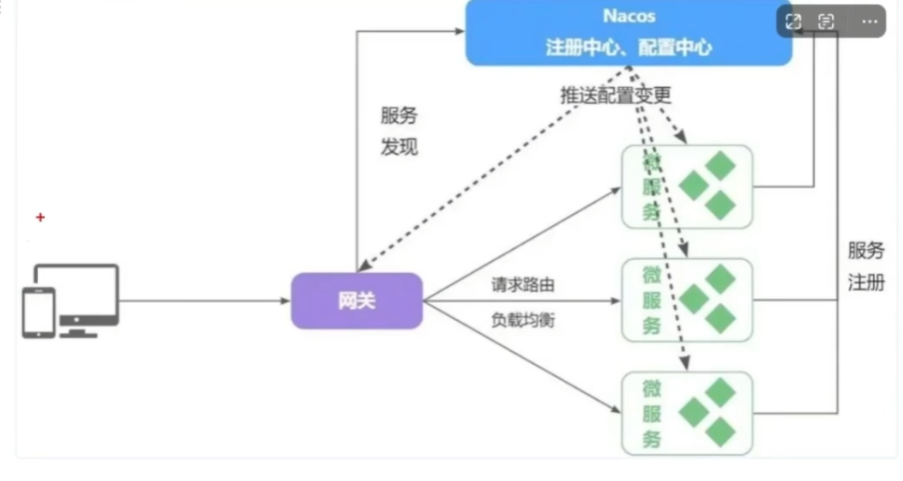 Nacos
注册中心、配置中心
推送配置变更
服务
发现
微
服
务
网关
请求路由
负载均衡
微
服
务
服务
注册
微
服
务